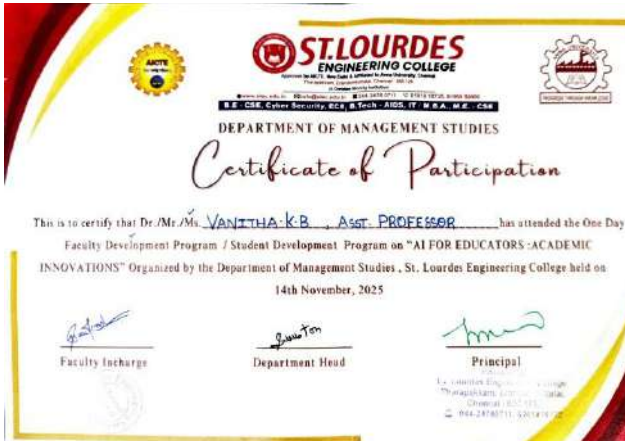 AICTE
ST.LOURDES
ENGINEERING COLLEGE
B.E - CSE, Cyber Security, ECE, B.Tech - AIDS, IT | M.B.A., M.E. - CSE
DEPARTMENT OF MANAGEMENT STUDIES
Certificate of Participation
This is to certify that Dr./Mr./Ms. VANITHA.K.B , ASST. PROFESSOR has attended the One Day
Faculty Development Program / Student Development Program on "AI FOR EDUCATORS :ACADEMIC
INNOVATIONS" Organized by the Department of Management Studies , St. Lourdes Engineering College held on
14th November, 2025
Faculty Incharge
Department Head
Principal